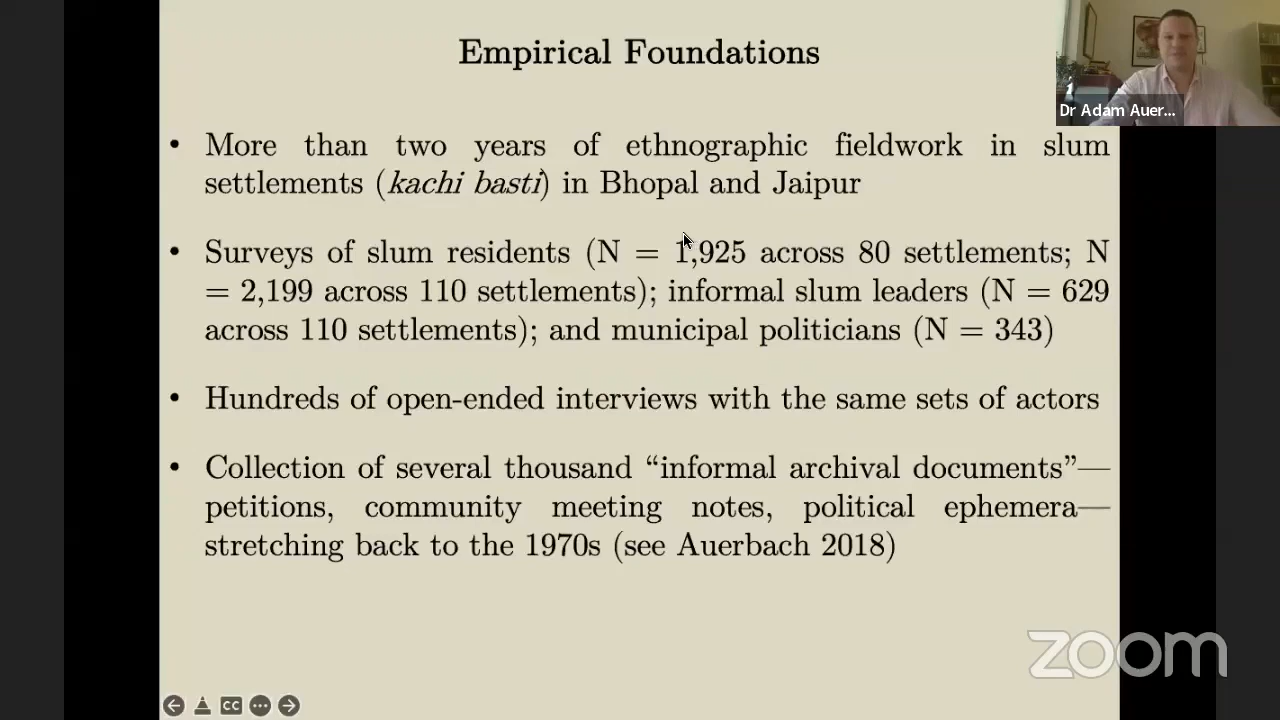 Empirical Foundations
Dr Adam Auer...
• More than two years of ethnographic fieldwork in slum
settlements (kachi basti) in Bhopal and Jaipur
• Surveys of slum residents (N = 1,925 across 80 settlements; N
= 2,199 across 110 settlements); informal slum leaders (N = 629
across 110 settlements); and municipal politicians (N = 343)
• Hundreds of open-ended interviews with the same sets of actors
• Collection of several thousand “informal archival documents”—
petitions, community meeting notes, political ephemera—
stretching back to the 1970s (see Auerbach 2018)
zoom
CC